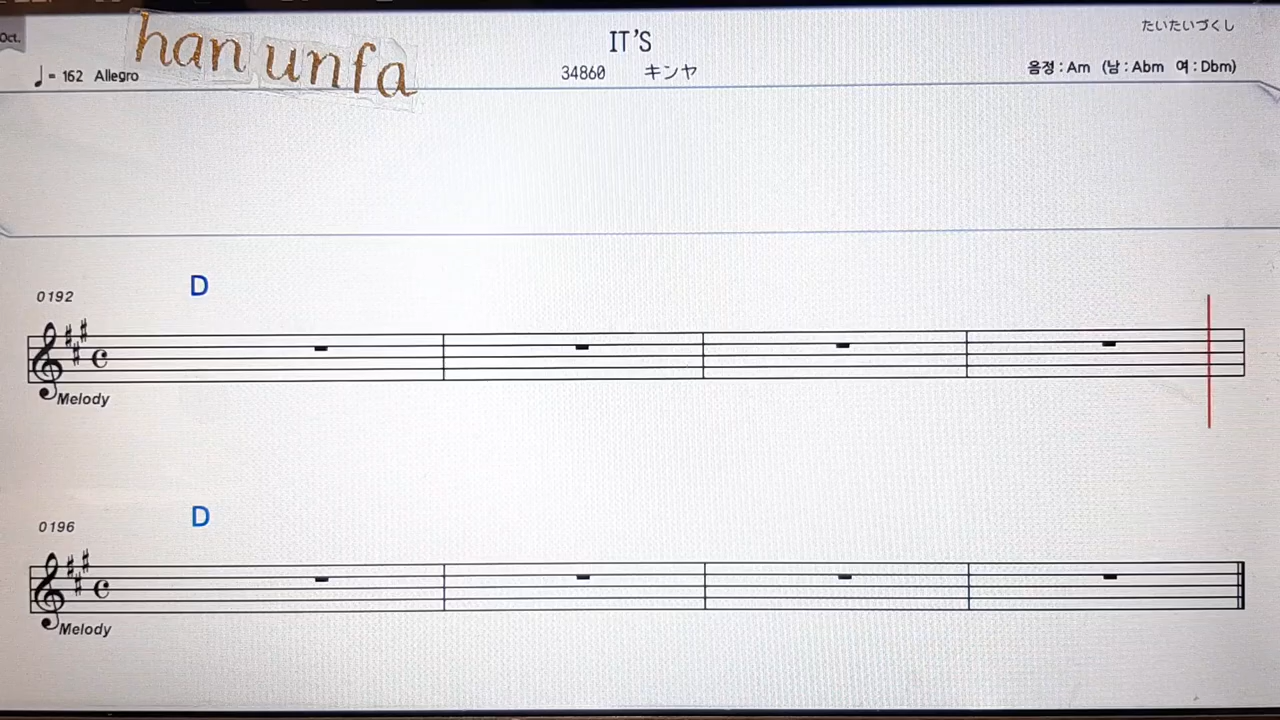 Oct.
han unfa
IT'S
たいたいづくし
♩= 162 Allegro
34860 キンヤ
음정 : Am (남 : Abm 여 : Dbm)
0192
D
Melody
0196
D
Melody